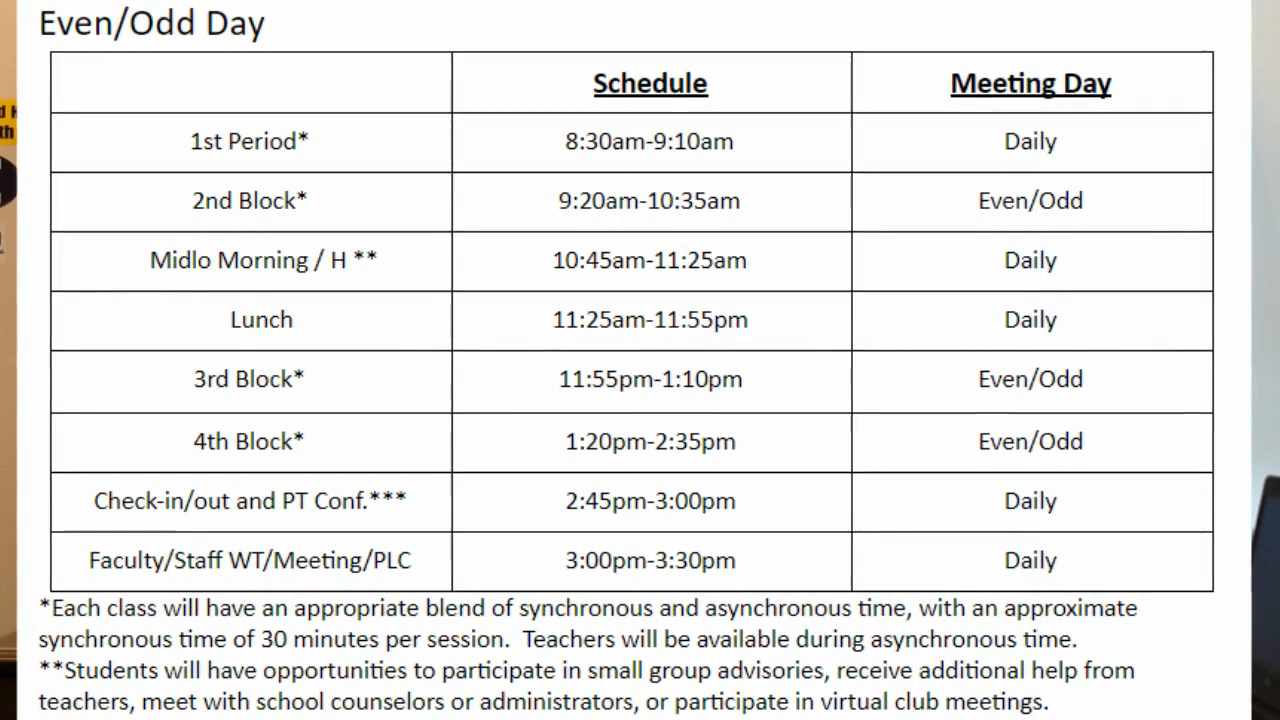 Even/Odd Day
Schedule Meeting Day
1st Period* 8:30am-9:10am Daily
2nd Block* 9:20am-10:35am Even/Odd
Midlo Morning / H ** 10:45am-11:25am Daily
Lunch 11:25am-11:55pm Daily
3rd Block* 11:55pm-1:10pm Even/Odd
4th Block* 1:20pm-2:35pm Even/Odd
Check-in/out and PT Conf.*** 2:45pm-3:00pm Daily
Faculty/Staff WT/Meeting/PLC 3:00pm-3:30pm Daily
*Each class will have an appropriate blend of synchronous and asynchronous time, with an approximate
synchronous time of 30 minutes per session.  Teachers will be available during asynchronous time.
**Students will have opportunities to participate in small group advisories, receive additional help from
teachers, meet with school counselors or administrators, or participate in virtual club meetings.